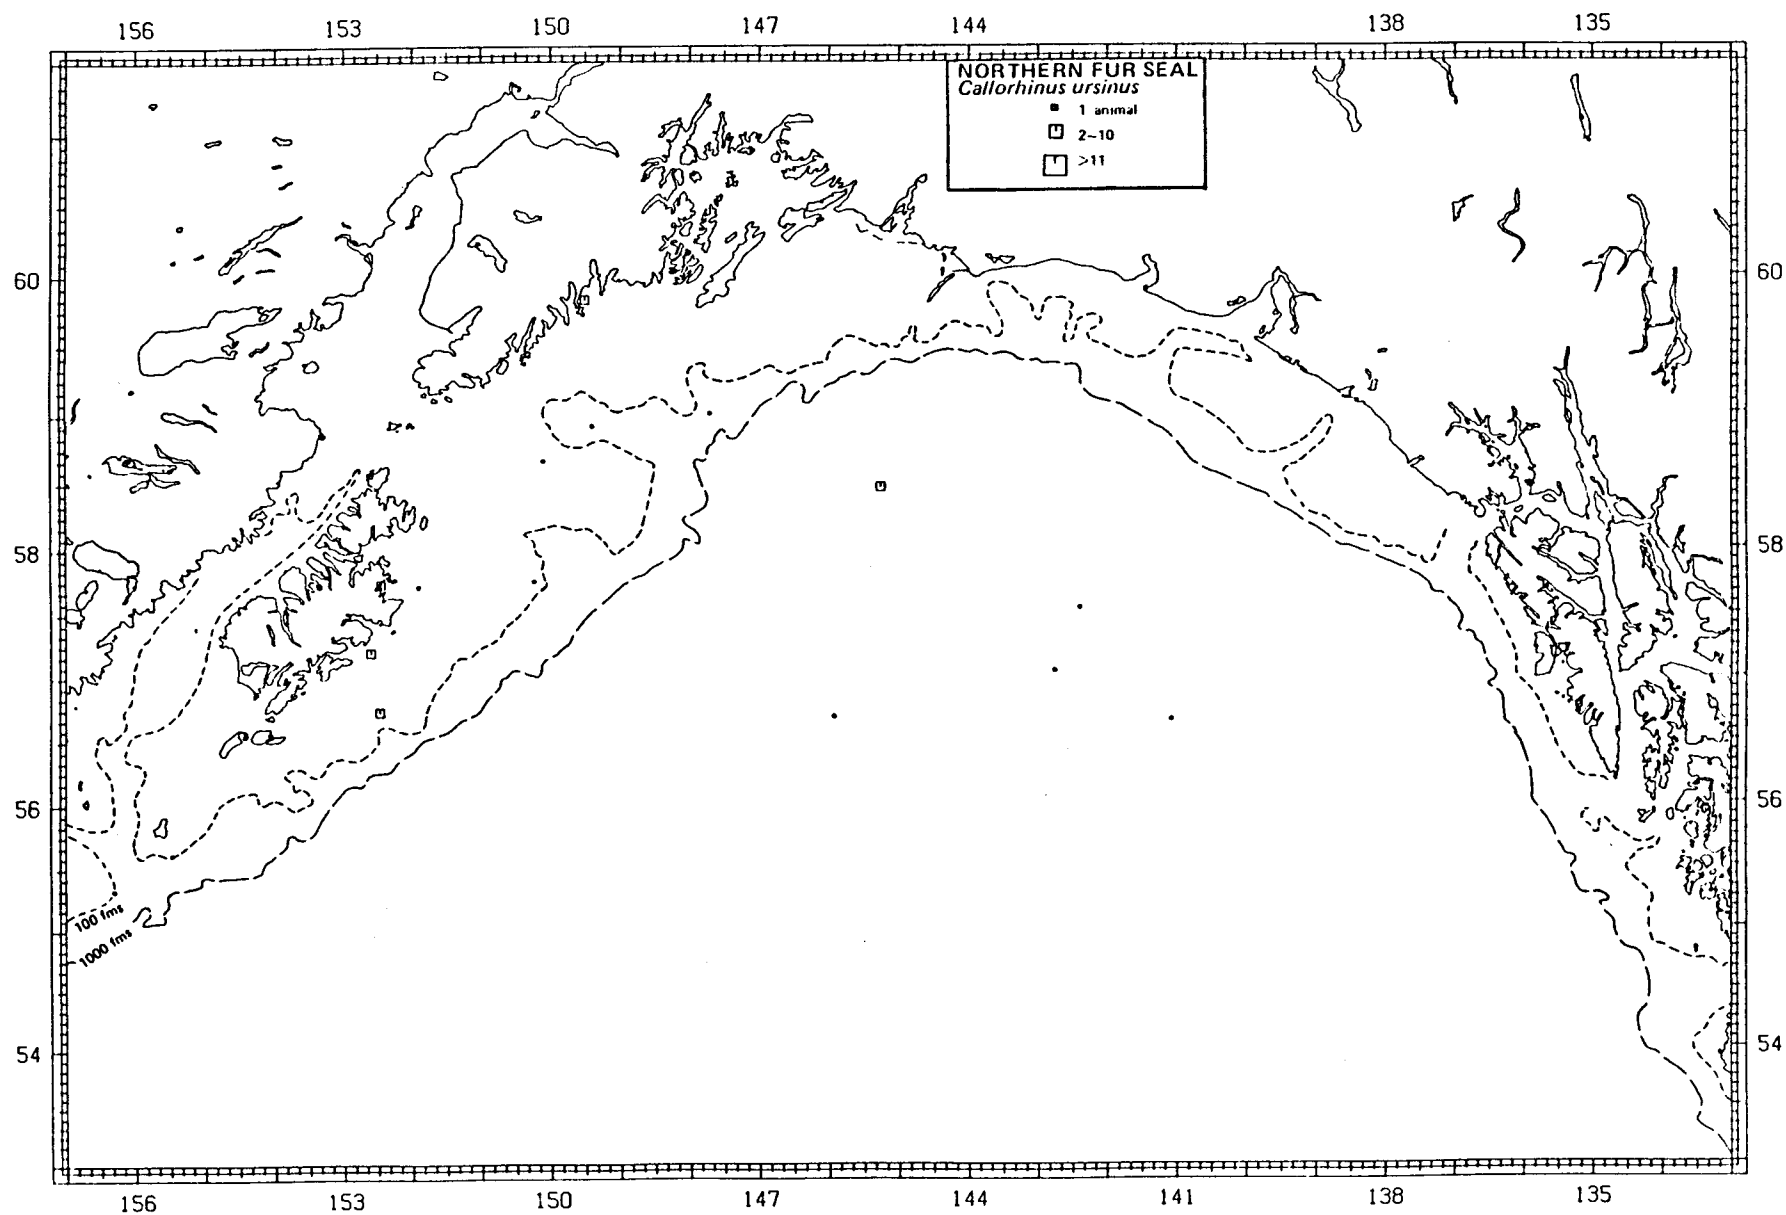 156 153 150 147 144 138 135
NORTHERN FUR SEAL
Callorhinus ursinus
1 animal
2-10
>11
60 60
58 58
56 56
100 fms
1000 fms
54 54
156 153 150 147 144 141 138 135